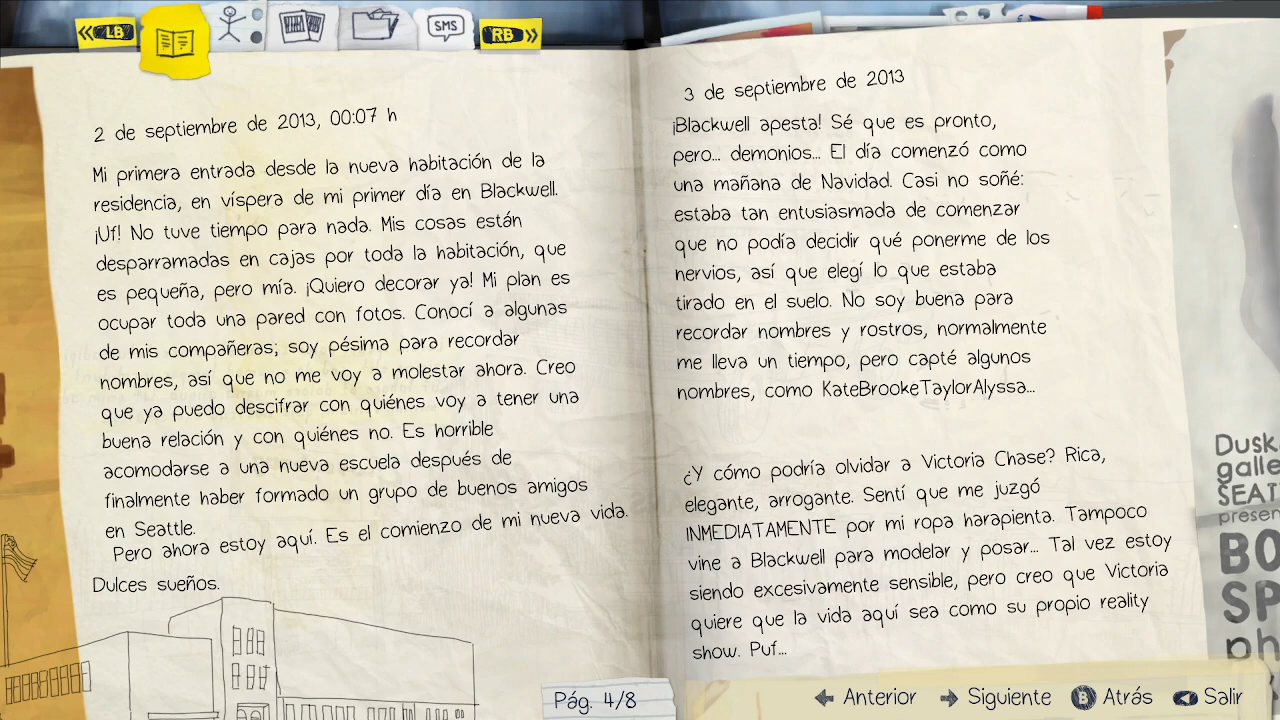 LB
SMS
RB
2 de septiembre de 2013, 00:07 h
Mi primera entrada desde la nueva habitación de la
residencia, en víspera de mi primer día en Blackwell.
¡Uf! No tuve tiempo para nada. Mis cosas están
desparramadas en cajas por toda la habitación, que
es pequeña, pero mía. ¡Quiero decorar ya! Mi plan es
ocupar toda una pared con fotos. Conocí a algunas
de mis compañeras; soy pésima para recordar
nombres, así que no me voy a molestar ahora. Creo
que ya puedo descifrar con quiénes voy a tener una
buena relación y con quiénes no. Es horrible
acomodarse a una nueva escuela después de
finalmente haber formado un grupo de buenos amigos
en Seattle.
Pero ahora estoy aquí. Es el comienzo de mi nueva vida.
Dulces sueños.
3 de septiembre de 2013
¡Blackwell apesta! Sé que es pronto,
pero... demonios... El día comenzó como
una mañana de Navidad. Casi no soñé:
estaba tan entusiasmada de comenzar
que no podía decidir qué ponerme de los
nervios, así que elegí lo que estaba
tirado en el suelo. No soy buena para
recordar nombres y rostros, normalmente
me lleva un tiempo, pero capté algunos
nombres, como KateBrookeTaylorAlyssa...
¿Y cómo podría olvidar a Victoria Chase? Rica,
elegante, arrogante. Sentí que me juzgó
INMEDIATAMENTE por mi ropa harapienta. Tampoco
vine a Blackwell para modelar y posar... Tal vez estoy
siendo excesivamente sensible, pero creo que Victoria
quiere que la vida aquí sea como su propio reality
show. Puf...
Dusk
galle
SEAT
presen
BO
SP
ph
Pág. 4/8
Anterior
Siguiente
B Atrás
Salir